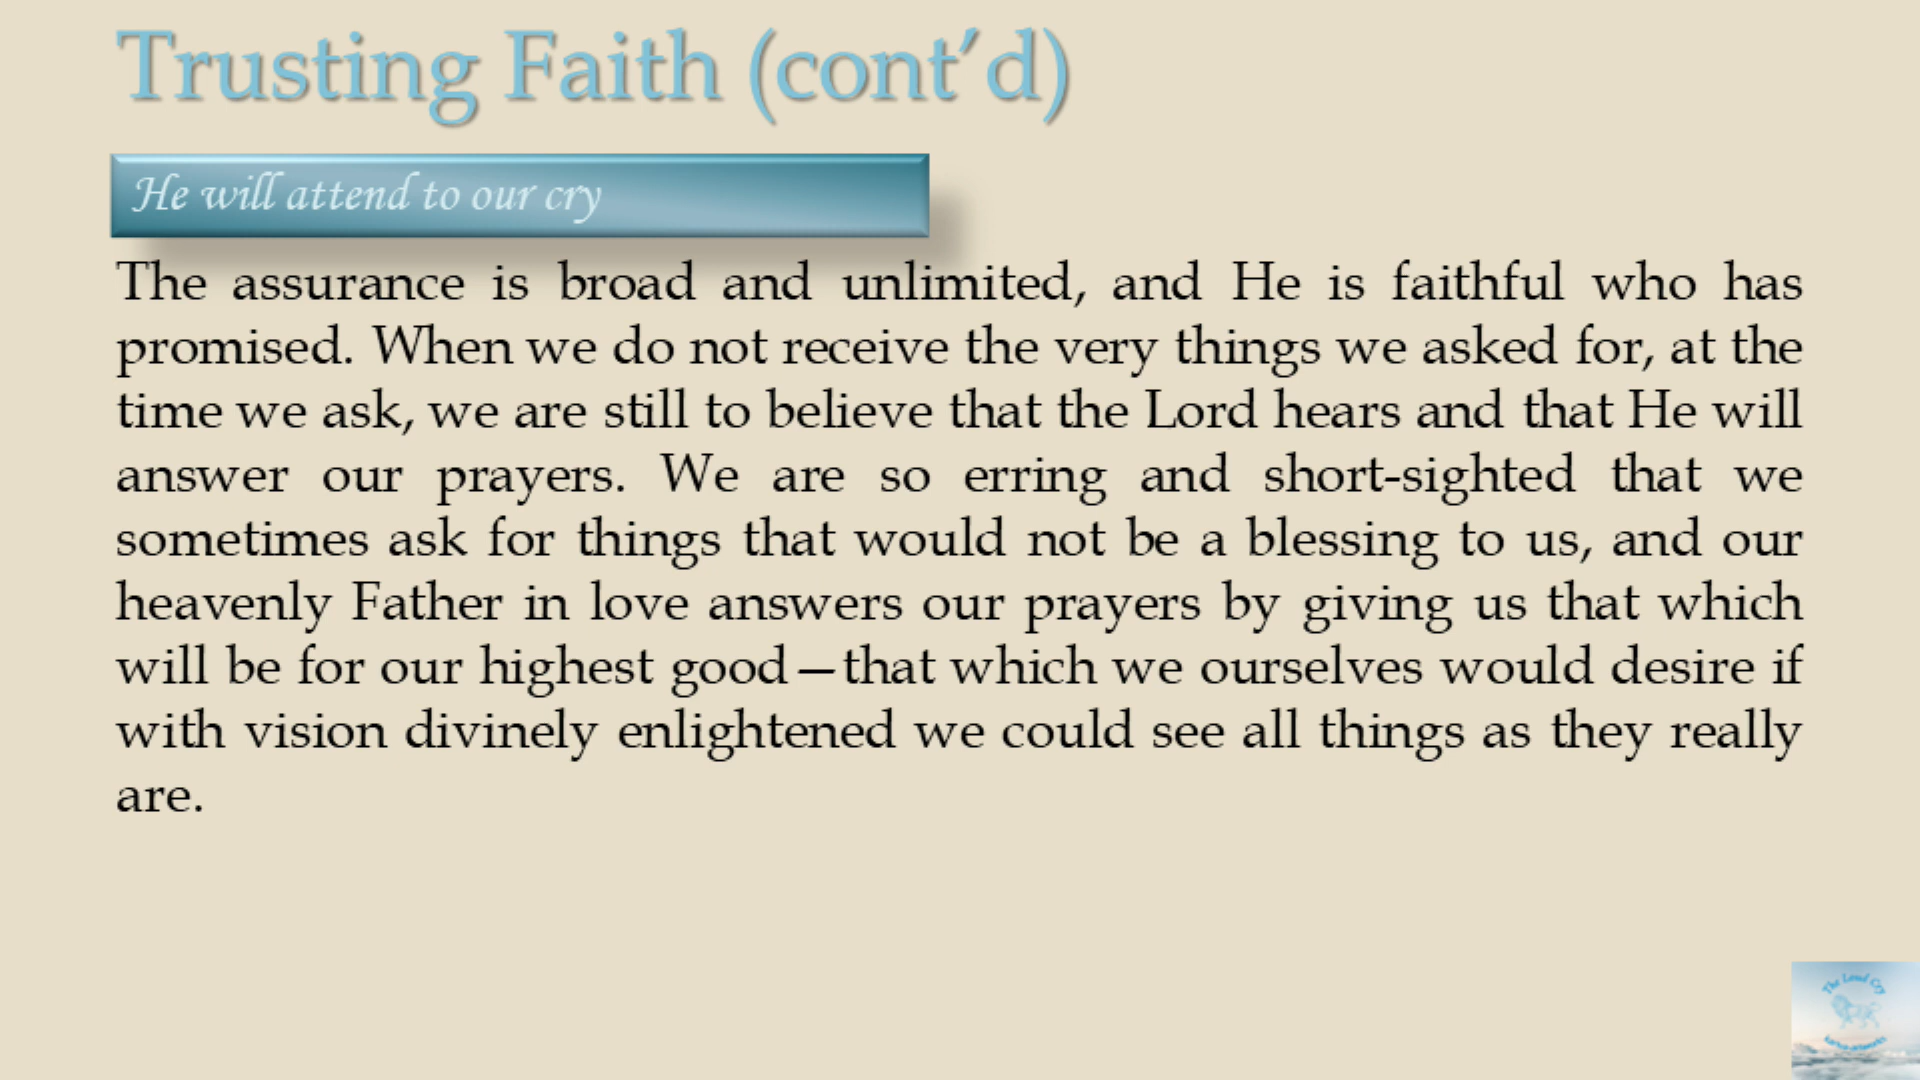 Trusting Faith (cont’d)
He will attend to our cry
The assurance is broad and unlimited, and He is faithful who has
promised. When we do not receive the very things we asked for, at the
time we ask, we are still to believe that the Lord hears and that He will
answer our prayers. We are so erring and short-sighted that we
sometimes ask for things that would not be a blessing to us, and our
heavenly Father in love answers our prayers by giving us that which
will be for our highest good—that which we ourselves would desire if
with vision divinely enlightened we could see all things as they really
are.
The Loud Cry